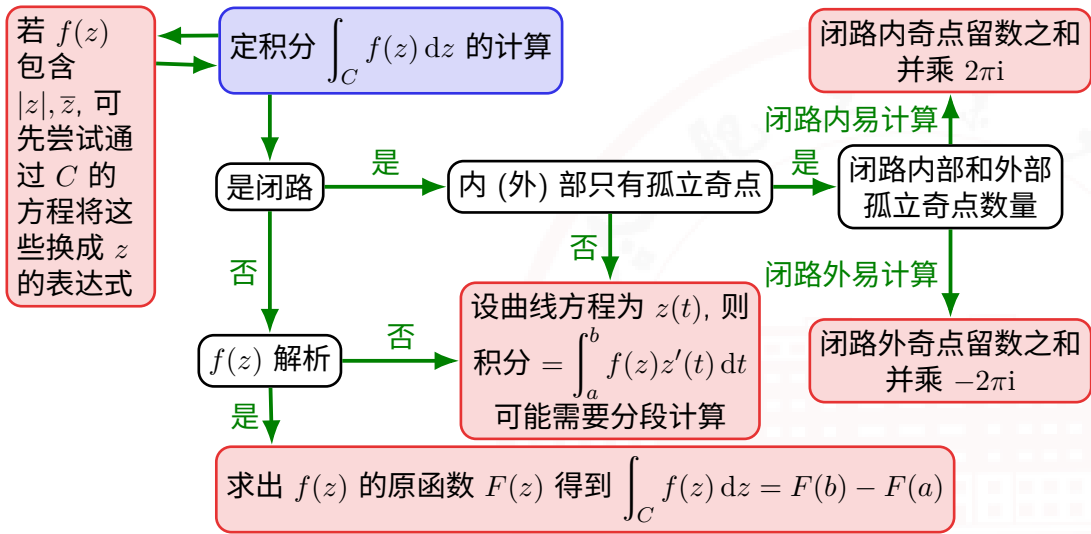 若 f(z)
包含
|z|, z̅, 可
先尝试通
过 C 的
方程将这
些换成 z
的表达式
定积分 ∫_C f(z) dz 的计算
闭路内奇点留数之和
并乘 2πi
闭路内易计算
是闭路
是
内 (外) 部只有孤立奇点
是
闭路内部和外部
孤立奇点数量
否
否
闭路外易计算
设曲线方程为 z(t), 则
积分 = ∫_a^b f(z)z′(t) dt
可能需要分段计算
闭路外奇点留数之和
并乘 −2πi
f(z) 解析
否
是
求出 f(z) 的原函数 F(z) 得到 ∫_C f(z) dz = F(b) − F(a)